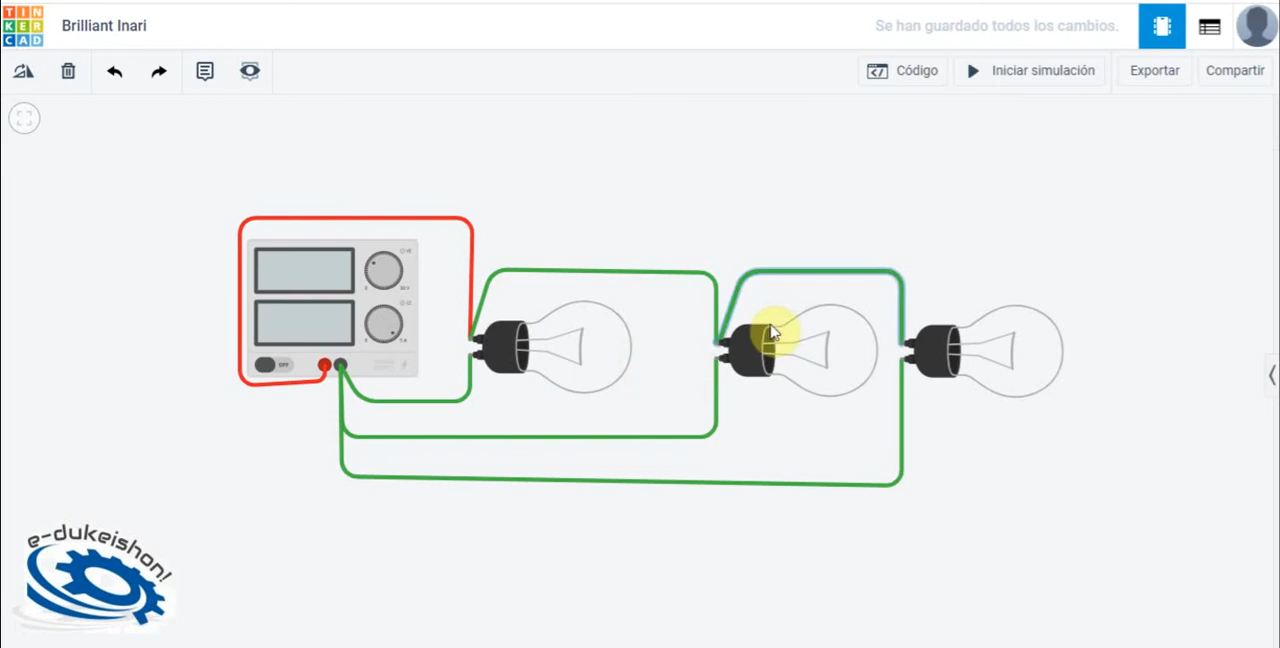 TIN
KER
CAD
Brilliant Inari
Se han guardado todos los cambios.
Código
Iniciar simulación
Exportar
Compartir
OFF
e-dukeishon!